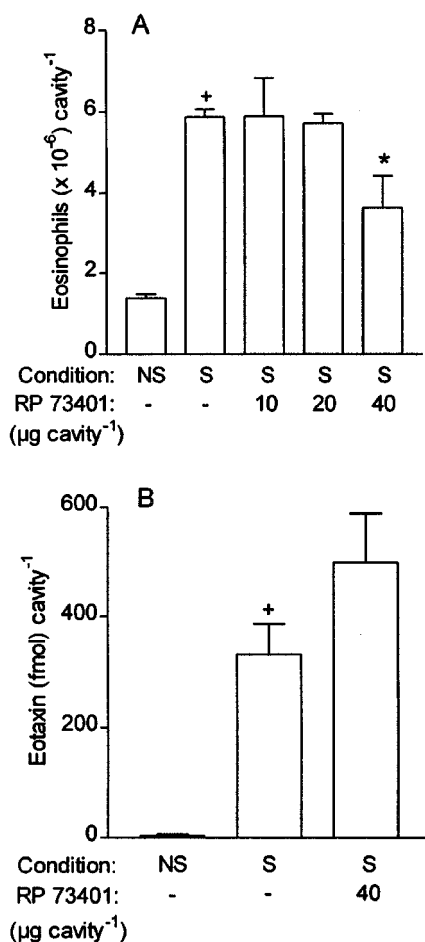 A
8
6
4
2
0
Eosinophils (x 10⁻⁶) cavity⁻¹
+
*
Condition: NS S S S S
RP 73401: - - 10 20 40
(µg cavity⁻¹)
B
600
400
200
0
Eotaxin (fmol) cavity⁻¹
+
Condition: NS S S
RP 73401: - - 40
(µg cavity⁻¹)